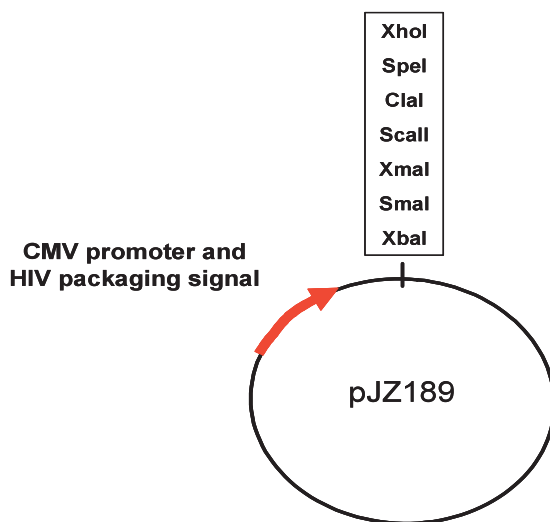 XhoI
SpeI
ClaI
ScaII
XmaI
SmaI
XbaI
CMV promoter and
HIV packaging signal
pJZ189